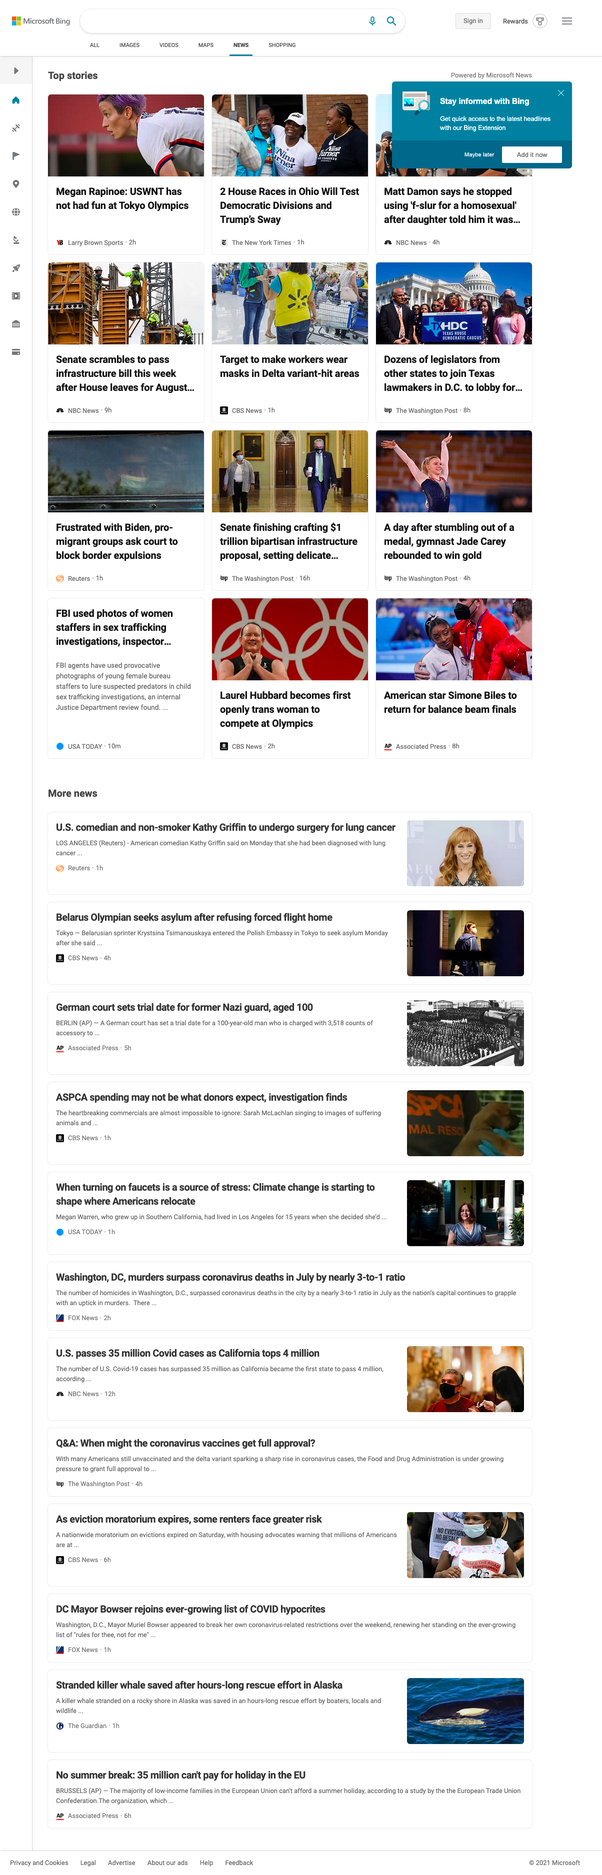 Microsoft Bing
Sign in
Rewards
ALL
IMAGES
VIDEOS
MAPS
NEWS
SHOPPING
Top stories
Powered by Microsoft News
Stay informed with Bing
Get quick access to the latest headlines
with our Bing Extension
Maybe later
Add it now
Megan Rapinoe: USWNT has
not had fun at Tokyo Olympics
Larry Brown Sports · 2h
2 House Races in Ohio Will Test
Democratic Divisions and
Trump's Sway
The New York Times · 1h
Matt Damon says he stopped
using 'f-slur for a homosexual'
after daughter told him it was...
NBC News · 4h
Senate scrambles to pass
infrastructure bill this week
after House leaves for August...
NBC News · 9h
Target to make workers wear
masks in Delta variant-hit areas
CBS News · 1h
HDC
Dozens of legislators from
other states to join Texas
lawmakers in D.C. to lobby for...
The Washington Post · 8h
Frustrated with Biden, pro-
migrant groups ask court to
block border expulsions
Reuters · 1h
Senate finishing crafting $1
trillion bipartisan infrastructure
proposal, setting delicate...
The Washington Post · 16h
A day after stumbling out of a
medal, gymnast Jade Carey
rebounded to win gold
The Washington Post · 4h
FBI used photos of women
staffers in sex trafficking
investigations, inspector...
FBI agents have used provocative
photographs of young female bureau
staffers to lure suspected predators in child
sex trafficking investigations, an internal
Justice Department review found. ...
USA TODAY · 10m
Laurel Hubbard becomes first
openly trans woman to
compete at Olympics
CBS News · 2h
American star Simone Biles to
return for balance beam finals
AP Associated Press · 8h
More news
U.S. comedian and non-smoker Kathy Griffin to undergo surgery for lung cancer
LOS ANGELES (Reuters) - American comedian Kathy Griffin said on Monday that she had been diagnosed with lung
cancer ...
Reuters · 1h
Belarus Olympian seeks asylum after refusing forced flight home
Tokyo — Belarusian sprinter Krystsina Tsimanouskaya entered the Polish Embassy in Tokyo to seek asylum Monday
after she said ...
CBS News · 4h
German court sets trial date for former Nazi guard, aged 100
BERLIN (AP) — A German court has set a trial date for a 100-year-old man who is charged with 3,518 counts of
accessory to ...
AP Associated Press · 5h
ASPCA spending may not be what donors expect, investigation finds
The heartbreaking commercials are almost impossible to ignore: Sarah McLachlan singing to images of suffering
animals and ...
CBS News · 1h
When turning on faucets is a source of stress: Climate change is starting to
shape where Americans relocate
Megan Warren, who grew up in Southern California, had lived in Los Angeles for 15 years when she decided she'd ...
USA TODAY · 1h
Washington, DC, murders surpass coronavirus deaths in July by nearly 3-to-1 ratio
The number of homicides in Washington, D.C., surpassed coronavirus deaths in the city by a nearly 3-to-1 ratio in July as the nation's capital continues to grapple
with an uptick in murders. There ...
FOX News · 2h
U.S. passes 35 million Covid cases as California tops 4 million
The number of U.S. Covid-19 cases has surpassed 35 million as California became the first state to pass 4 million,
according ...
NBC News · 12h
Q&A: When might the coronavirus vaccines get full approval?
With many Americans still unvaccinated and the delta variant sparking a sharp rise in coronavirus cases, the Food and Drug Administration is under growing
pressure to grant full approval to ...
The Washington Post · 4h
As eviction moratorium expires, some renters face greater risk
A nationwide moratorium on evictions expired on Saturday, with housing advocates warning that millions of Americans
are at ...
CBS News · 6h
DC Mayor Bowser rejoins ever-growing list of COVID hypocrites
Washington, D.C., Mayor Muriel Bowser appeared to break her own coronavirus-related restrictions over the weekend, renewing her standing on the ever-growing
list of "rules for thee, not for me" ...
FOX News · 1h
Stranded killer whale saved after hours-long rescue effort in Alaska
A killer whale stranded on a rocky shore in Alaska was saved in an hours-long rescue effort by boaters, locals and
wildlife ...
The Guardian · 1h
No summer break: 35 million can't pay for holiday in the EU
BRUSSELS (AP) — The majority of low-income families in the European Union can't afford a summer holiday, according to a study by the the European Trade Union
Confederation.The organization, which ...
AP Associated Press · 6h
Privacy and Cookies
Legal
Advertise
About our ads
Help
Feedback
© 2021 Microsoft